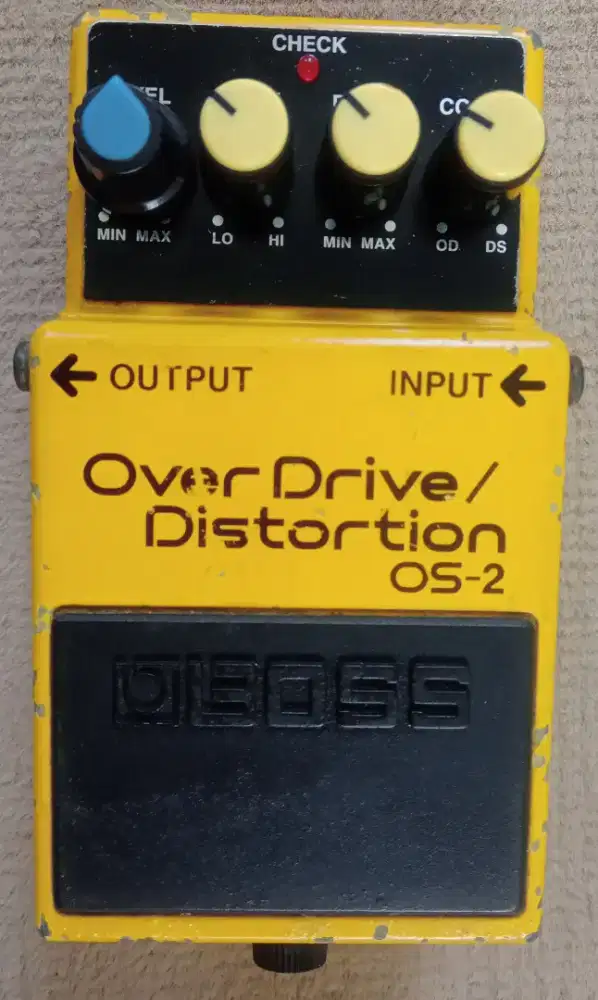 CHECK
MIN MAX LO HI MIN MAX OD DS
OUTPUT INPUT
Over Drive/
Distortion
OS-2
BOSS